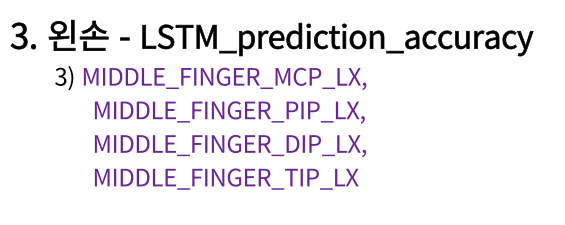 3. 왼손 - LSTM_prediction_accuracy
3) MIDDLE_FINGER_MCP_LX,
MIDDLE_FINGER_PIP_LX,
MIDDLE_FINGER_DIP_LX,
MIDDLE_FINGER_TIP_LX